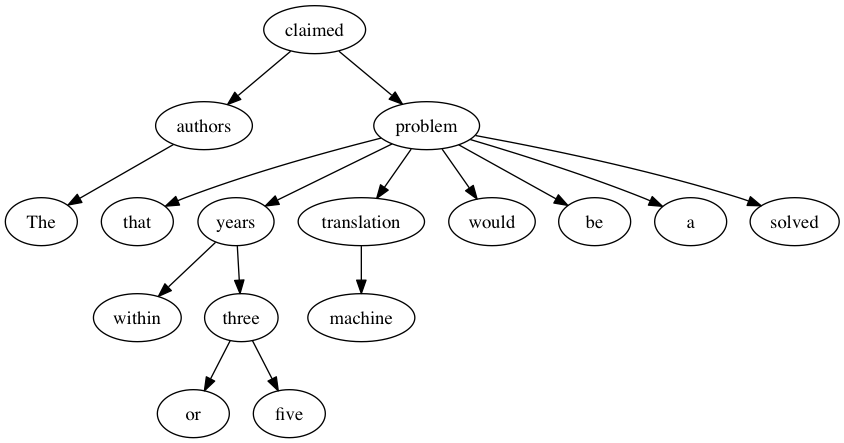 claimed
authors problem
The that years translation would be a solved
within three machine
or five